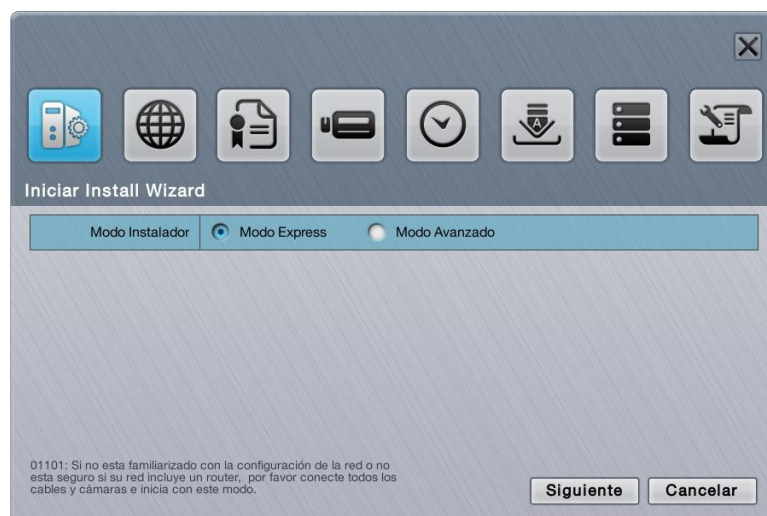 Iniciar Install Wizard
Modo Instalador Modo Express Modo Avanzado
01101: Si no esta familiarizado con la configuración de la red o no
esta seguro si su red incluye un router, por favor conecte todos los
cables y cámaras e inicia con este modo.
Siguiente Cancelar